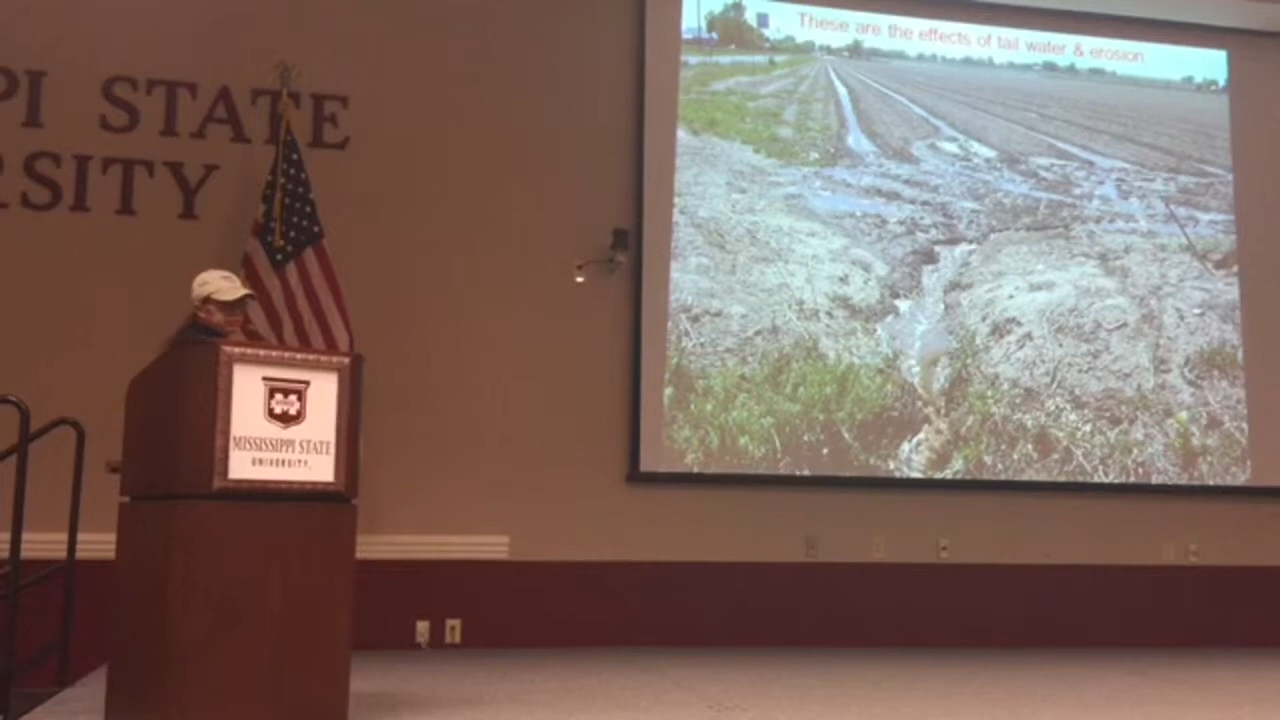 PI STATE
RSITY
These are the effects of tail water & erosion
MISSISSIPPI STATE
UNIVERSITY